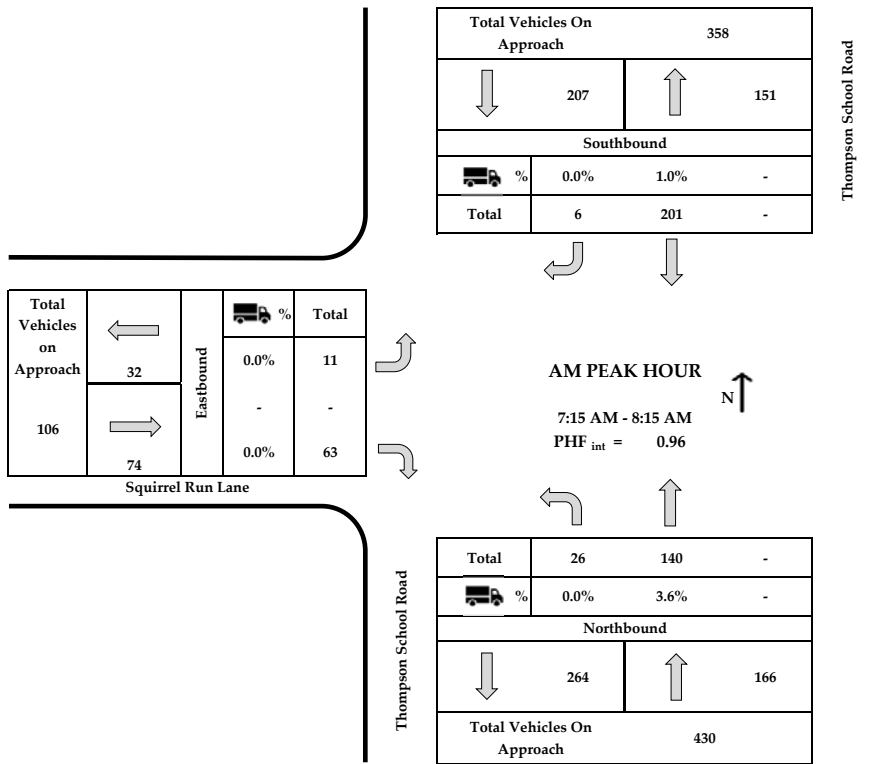 Total Vehicles On
Approach
358
207
151
Southbound
% 0.0% 1.0% -
Total 6 201 -
Thompson School Road
Total
Vehicles
on
Approach
106
32
74
Eastbound
% Total
0.0% 11
- -
0.0% 63
Squirrel Run Lane
AM PEAK HOUR
N
7:15 AM - 8:15 AM
PHF int = 0.96
Thompson School Road
Total 26 140 -
% 0.0% 3.6% -
Northbound
264
166
Total Vehicles On
Approach
430